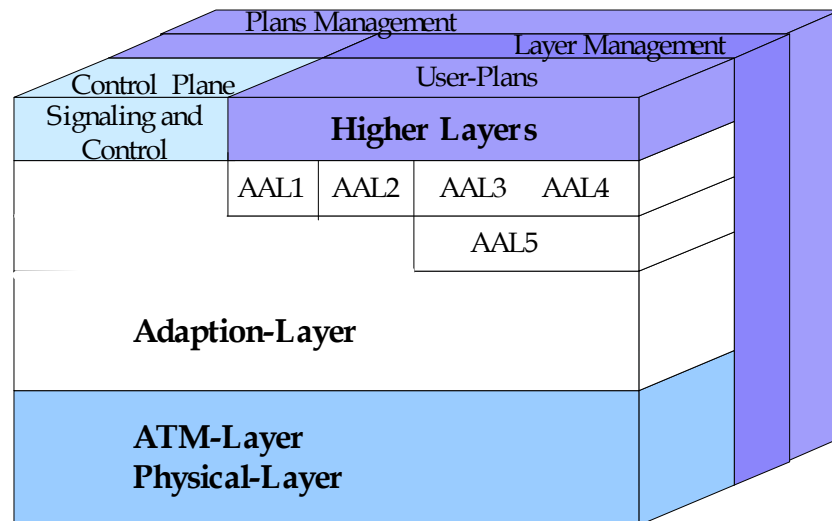 Plans Management
Layer Management
Control Plane
User-Plans
Signaling and
Control
Higher Layers
AAL1 AAL2 AAL3 AAL4
AAL5
Adaption-Layer
ATM-Layer
Physical-Layer